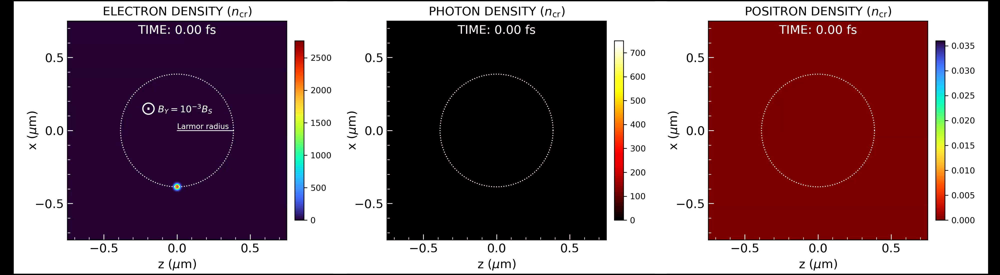 ELECTRON DENSITY (n_cr)
TIME: 0.00 fs
B_Y = 10^−3 B_S
Larmor radius
x (μm)
0.5
0.0
−0.5
−0.5 0.0 0.5
z (μm)
2500
2000
1500
1000
500
0
PHOTON DENSITY (n_cr)
TIME: 0.00 fs
x (μm)
0.5
0.0
−0.5
−0.5 0.0 0.5
z (μm)
700
600
500
400
300
200
100
0
POSITRON DENSITY (n_cr)
TIME: 0.00 fs
x (μm)
0.5
0.0
−0.5
−0.5 0.0 0.5
z (μm)
0.035
0.030
0.025
0.020
0.015
0.010
0.005
0.000